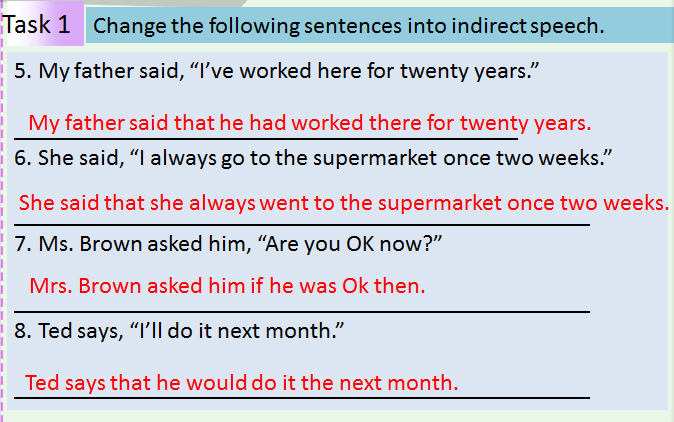 Task 1
Change the following sentences into indirect speech.
5. My father said, “I’ve worked here for twenty years.”
My father said that he had worked there for twenty years.
6. She said, “I always go to the supermarket once two weeks.”
She said that she always went to the supermarket once two weeks.
7. Ms. Brown asked him, “Are you OK now?”
Mrs. Brown asked him if he was Ok then.
8. Ted says, “I’ll do it next month.”
Ted says that he would do it the next month.